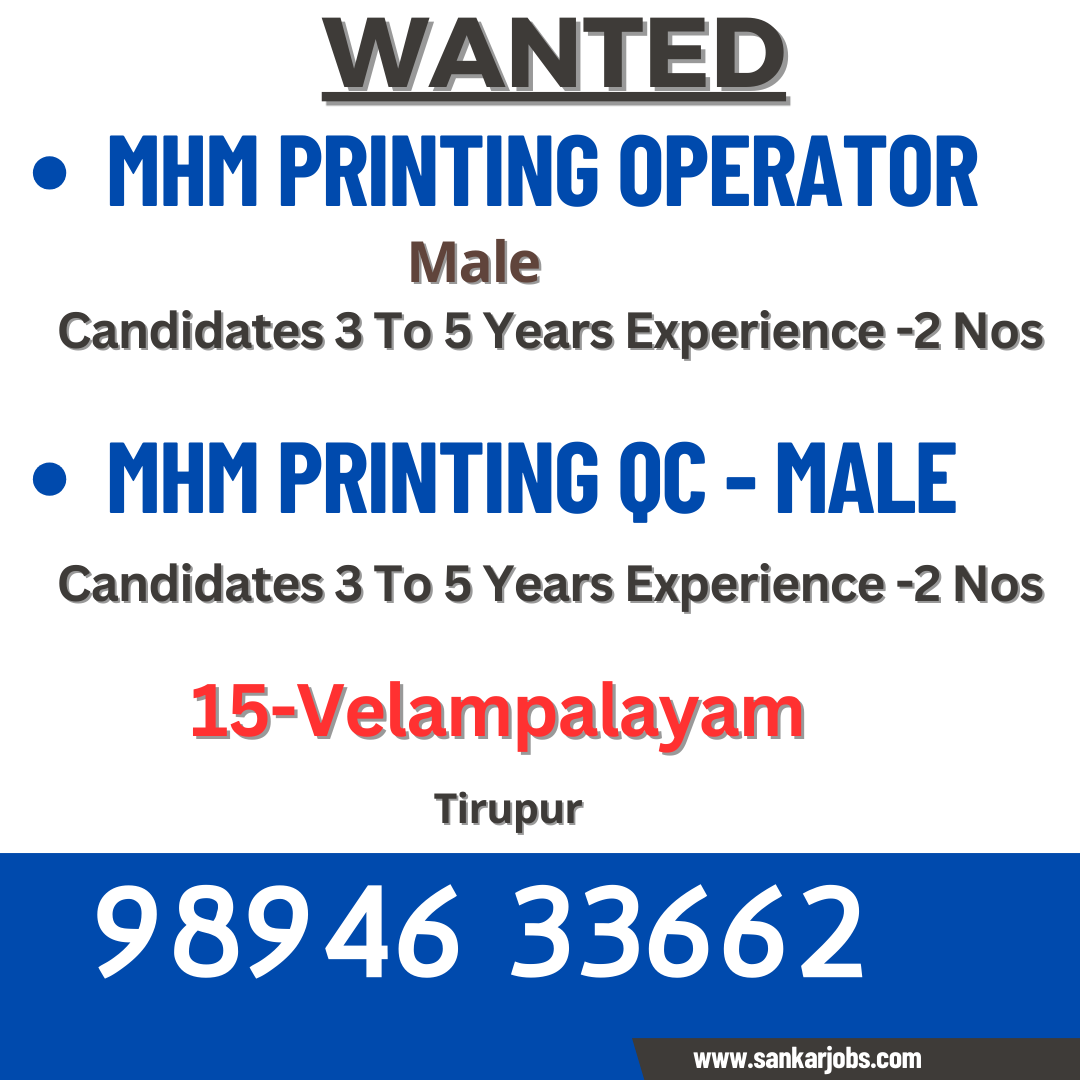 WANTED
• MHM PRINTING OPERATOR
Male
Candidates 3 To 5 Years Experience -2 Nos
• MHM PRINTING QC - MALE
Candidates 3 To 5 Years Experience -2 Nos
15-Velampalayam
Tirupur
98946 33662
www.sankarjobs.com